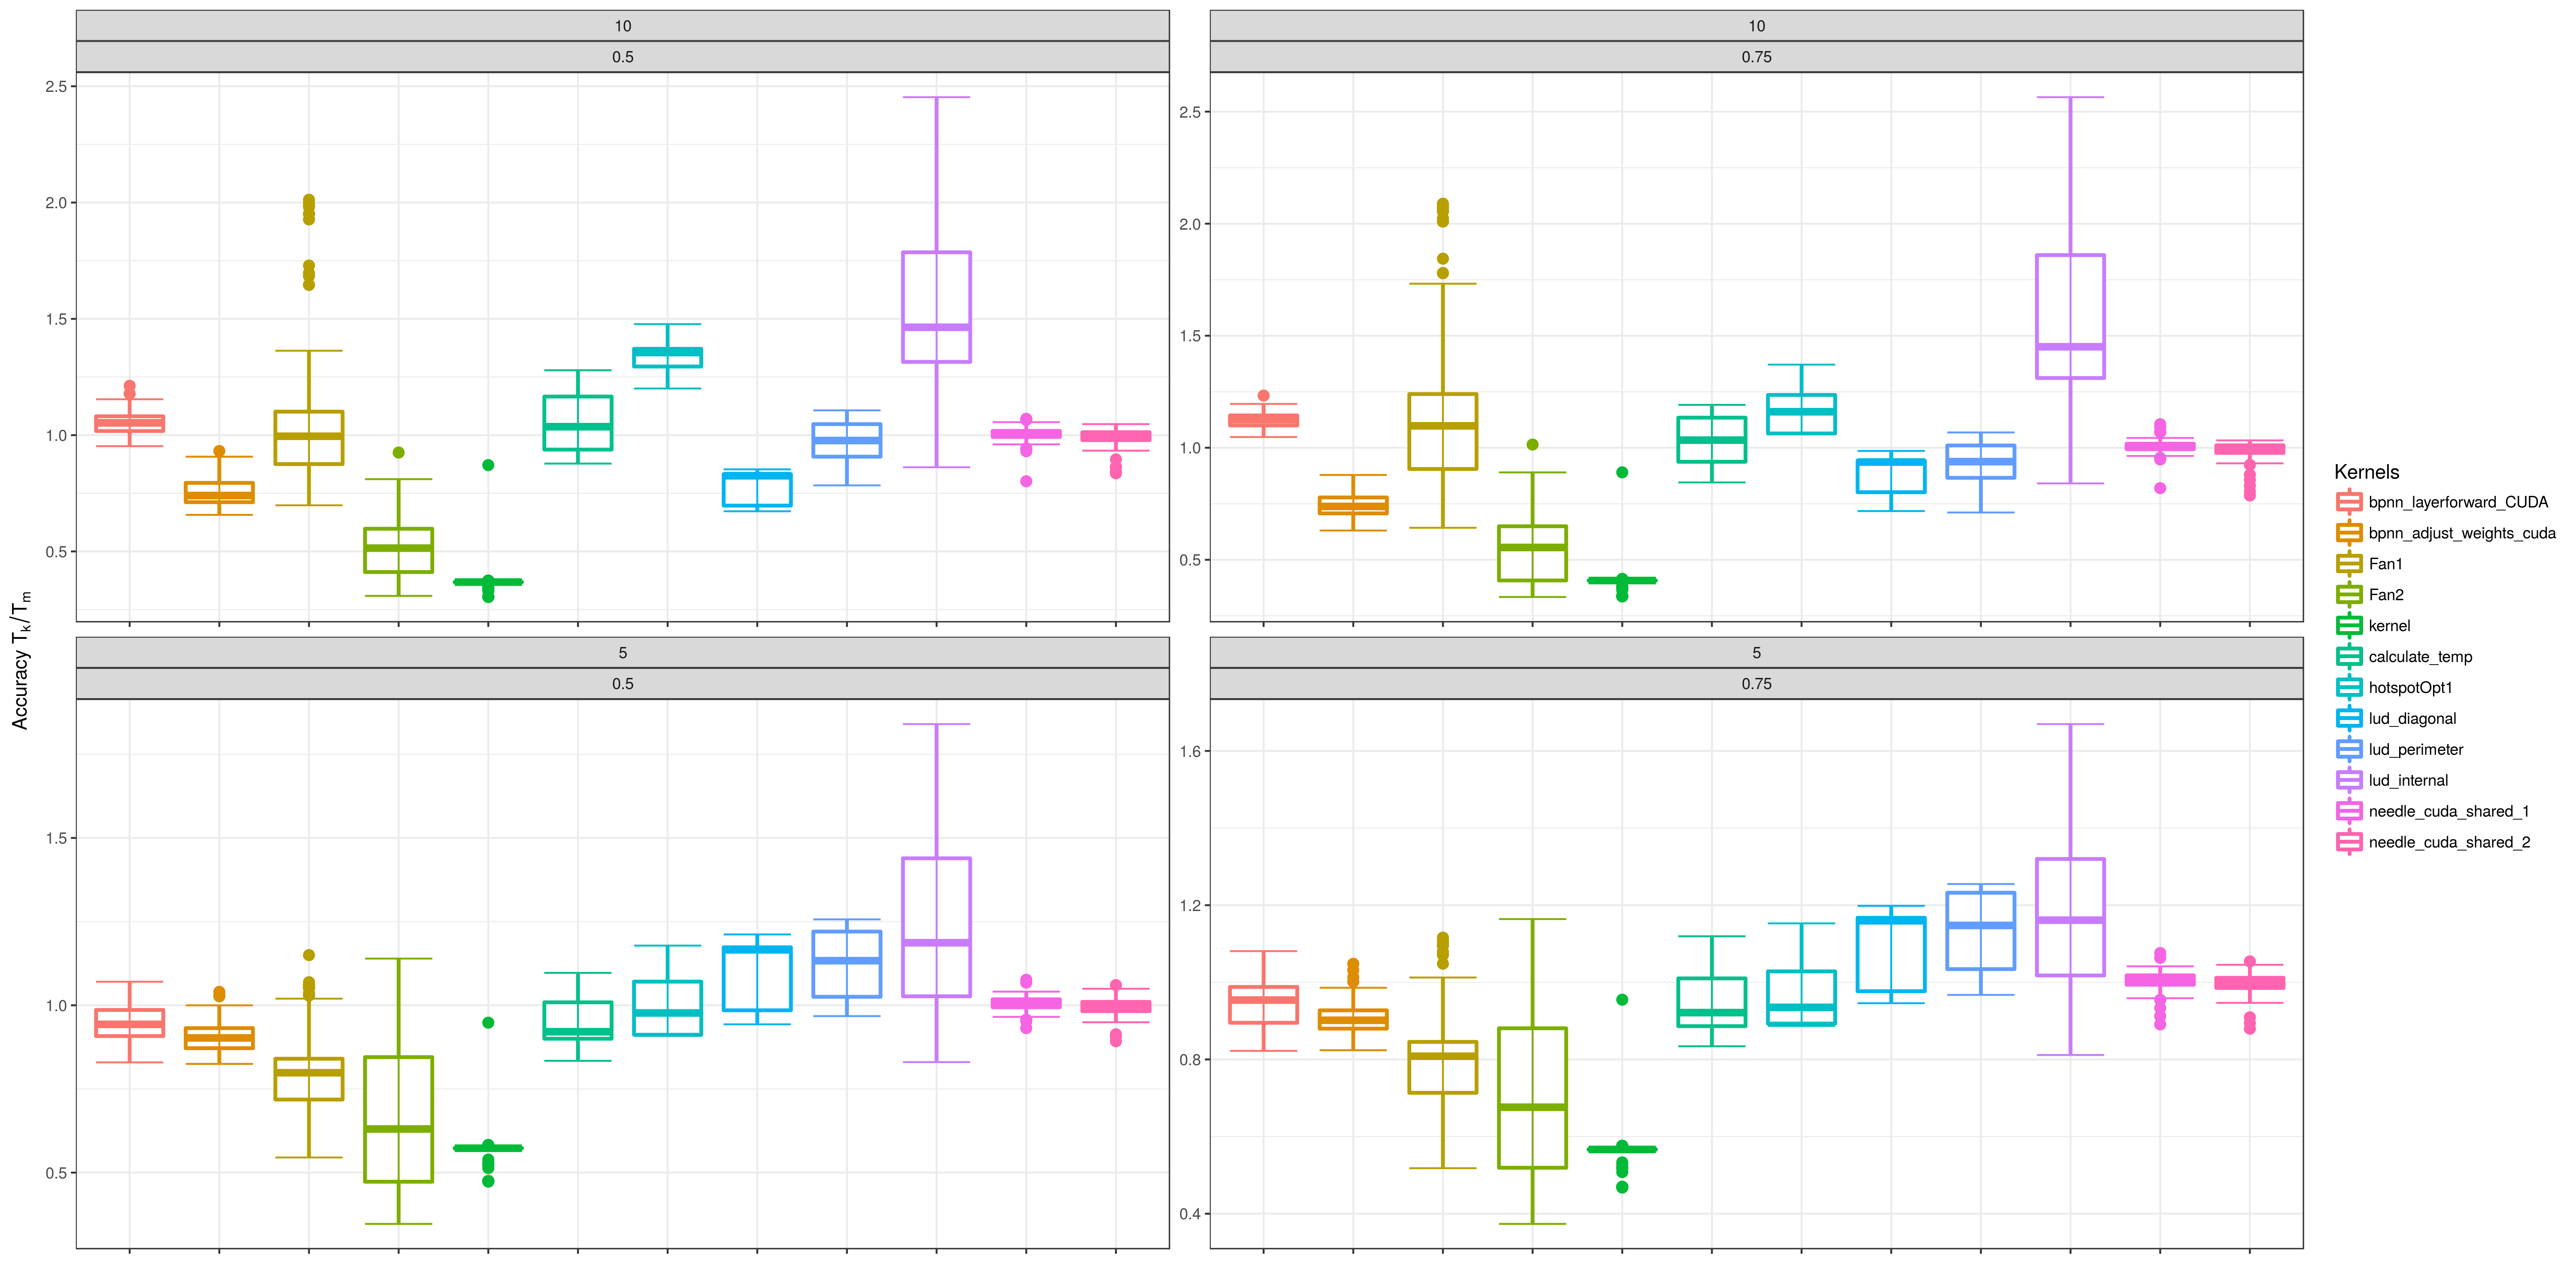 10
0.5
2.5
2.0
1.5
1.0
0.5
10
0.75
2.5
2.0
1.5
1.0
0.5
5
0.5
1.5
1.0
0.5
5
0.75
1.6
1.2
0.8
0.4
Accuracy Tk/Tm
Kernels
bpnn_layerforward_CUDA
bpnn_adjust_weights_cuda
Fan1
Fan2
kernel
calculate_temp
hotspotOpt1
lud_diagonal
lud_perimeter
lud_internal
needle_cuda_shared_1
needle_cuda_shared_2